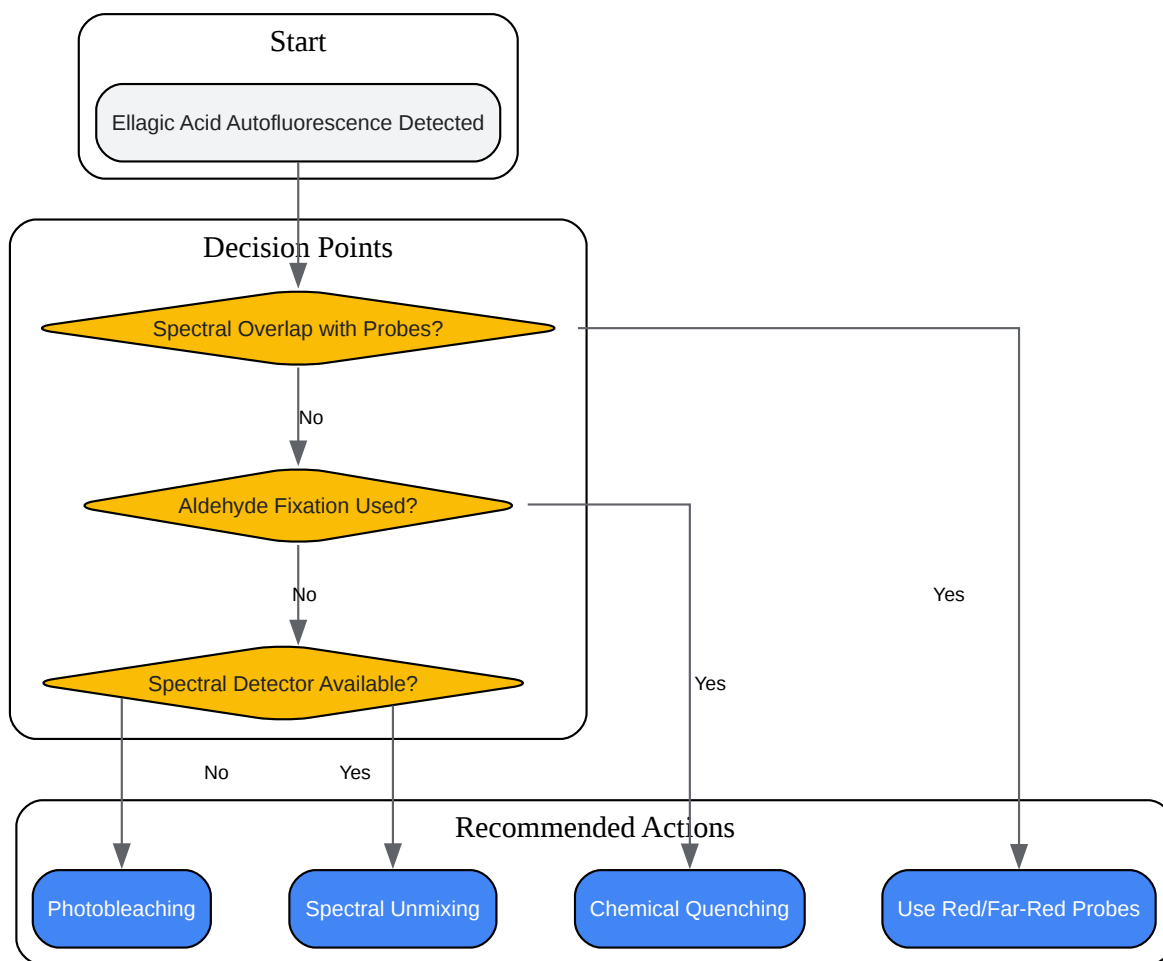 Start
Ellagic Acid Autofluorescence Detected
Decision Points
Spectral Overlap with Probes?
No
Aldehyde Fixation Used?
No
Yes
Spectral Detector Available?
Yes
No
Yes
Recommended Actions
Photobleaching
Spectral Unmixing
Chemical Quenching
Use Red/Far-Red Probes